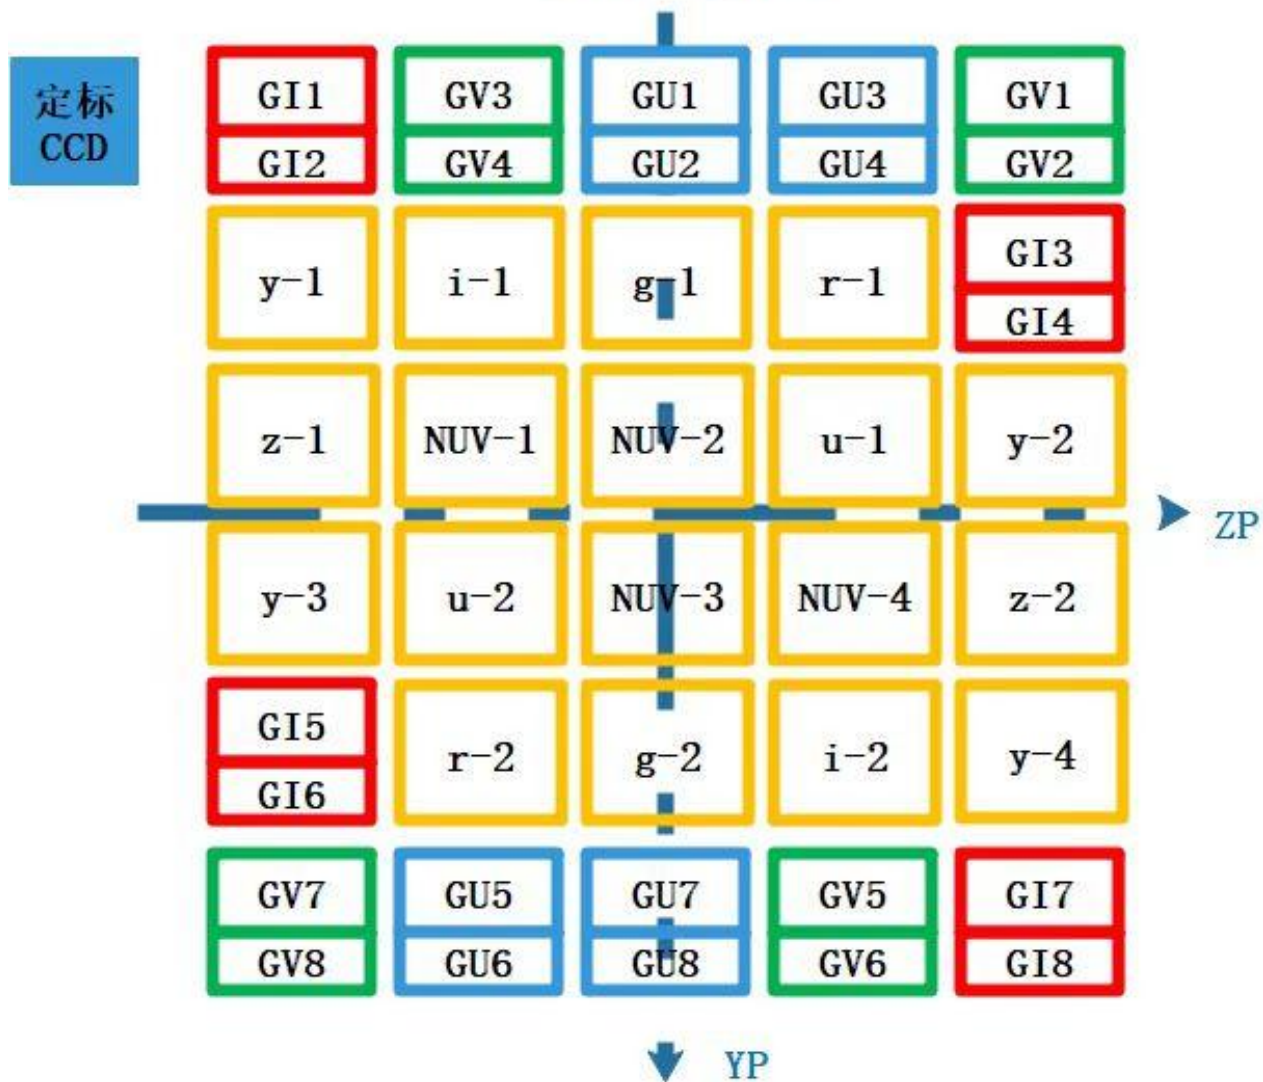 定标
CCD
GI1 GV3 GU1 GU3 GV1
GI2 GV4 GU2 GU4 GV2
y-1 i-1 g-1 r-1 GI3
GI4
z-1 NUV-1 NUV-2 u-1 y-2
ZP
y-3 u-2 NUV-3 NUV-4 z-2
GI5 r-2 g-2 i-2 y-4
GI6
GV7 GU5 GU7 GV5 GI7
GV8 GU6 GU8 GV6 GI8
YP